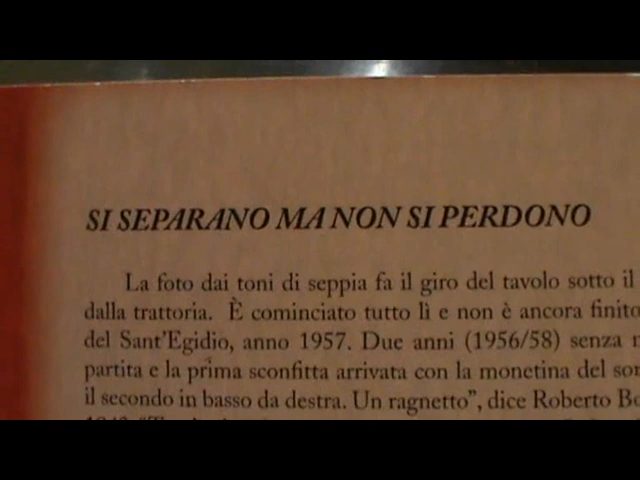 SI SEPARANO MA NON SI PERDONO
La foto dai toni di seppia fa il giro del tavolo sotto il
dalla trattoria. È cominciato tutto lì e non è ancora finito
del Sant'Egidio, anno 1957. Due anni (1956/58) senza
partita e la prima sconfitta arrivata con la monetina del
il secondo in basso da destra. Un ragnetto", dice Roberto